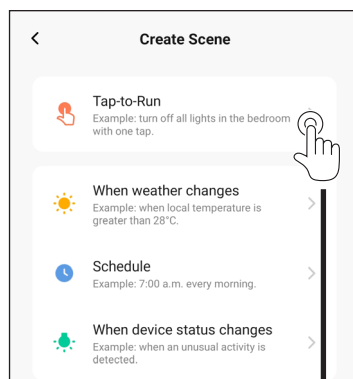 Create Scene
Tap-to-Run
Example: turn off all lights in the bedroom
with one tap.
When weather changes
Example: when local temperature is
greater than 28°C.
Schedule
Example: 7:00 a.m. every morning.
When device status changes
Example: when an unusual activity is
detected.